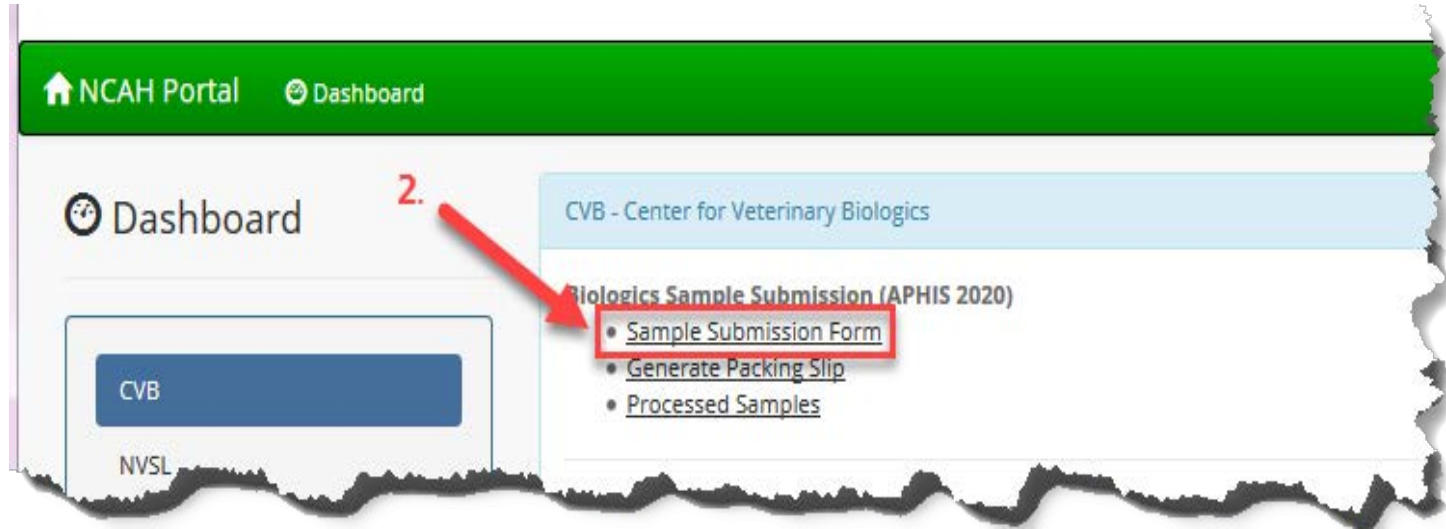 NCAH Portal Dashboard
Dashboard
2.
CVB - Center for Veterinary Biologics
Biologics Sample Submission (APHIS 2020)
• Sample Submission Form
• Generate Packing Slip
• Processed Samples
CVB
NVSL